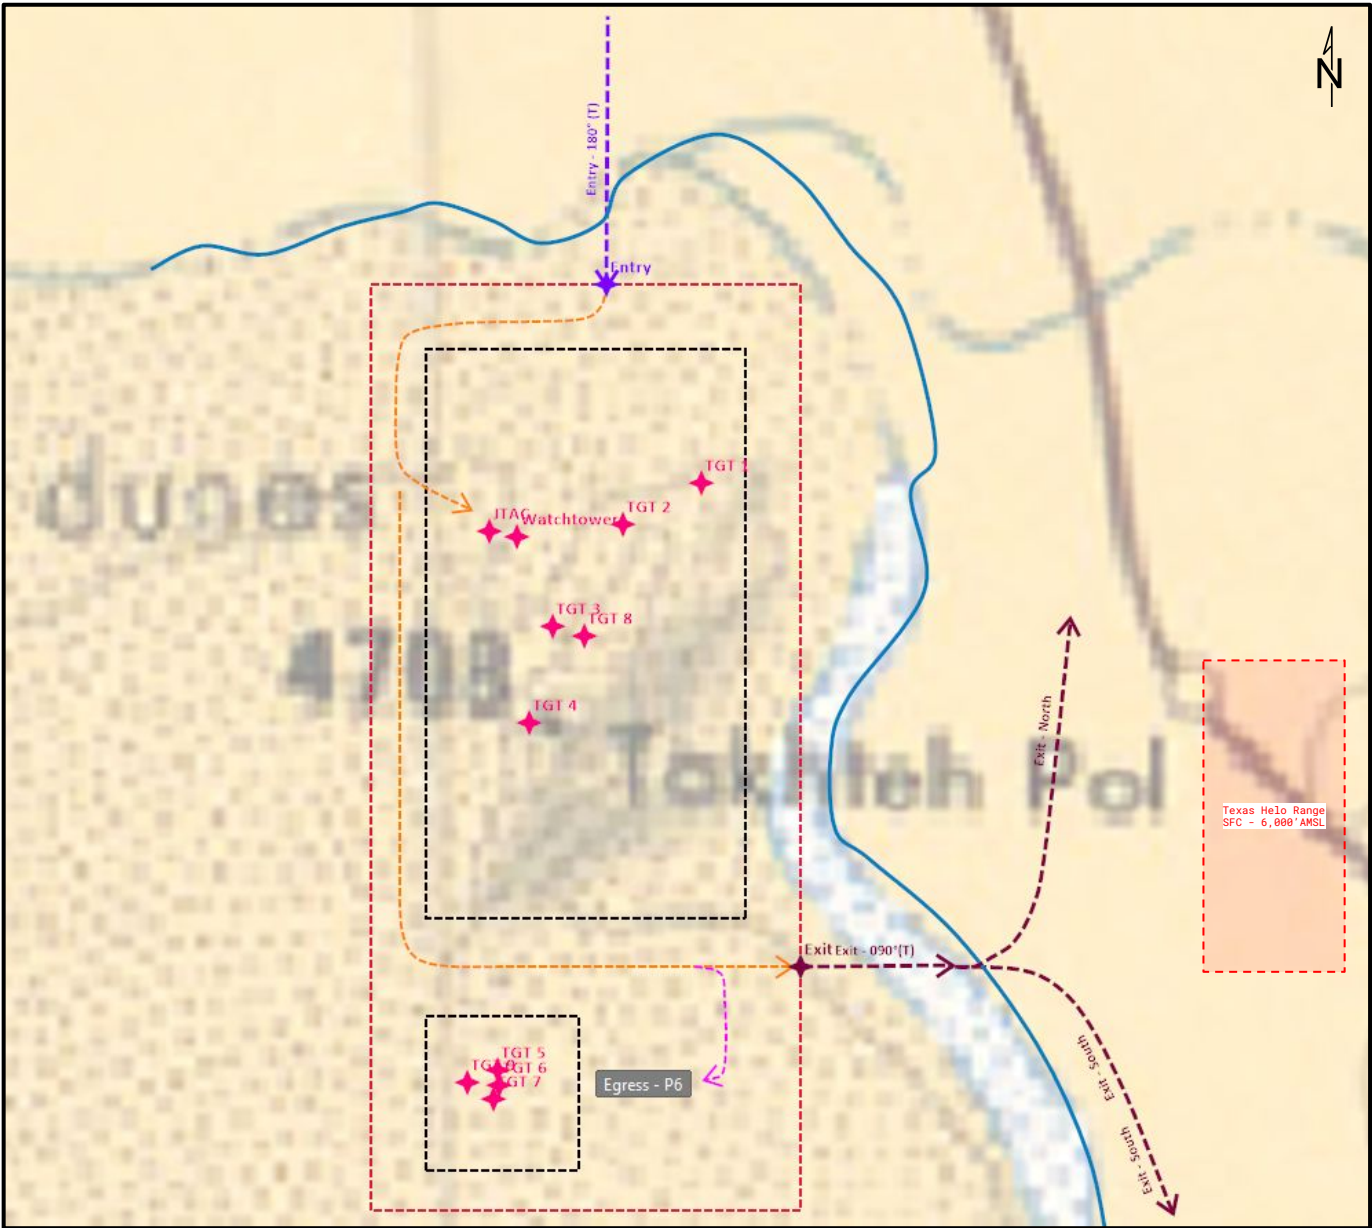 N
Entry - 180° (T)
Entry
TGT 1
dunes
JTAC
Watchtower
TGT 2
TGT 3
TGT 8
4708
TGT 4
Exit - North
Texas Helo Range
SFC - 6,000'AMSL
Exit
Exit - 090°(T)
TGT 5
TGT 6
TGT 7
Egress - P6
Exit - South
Exit - South